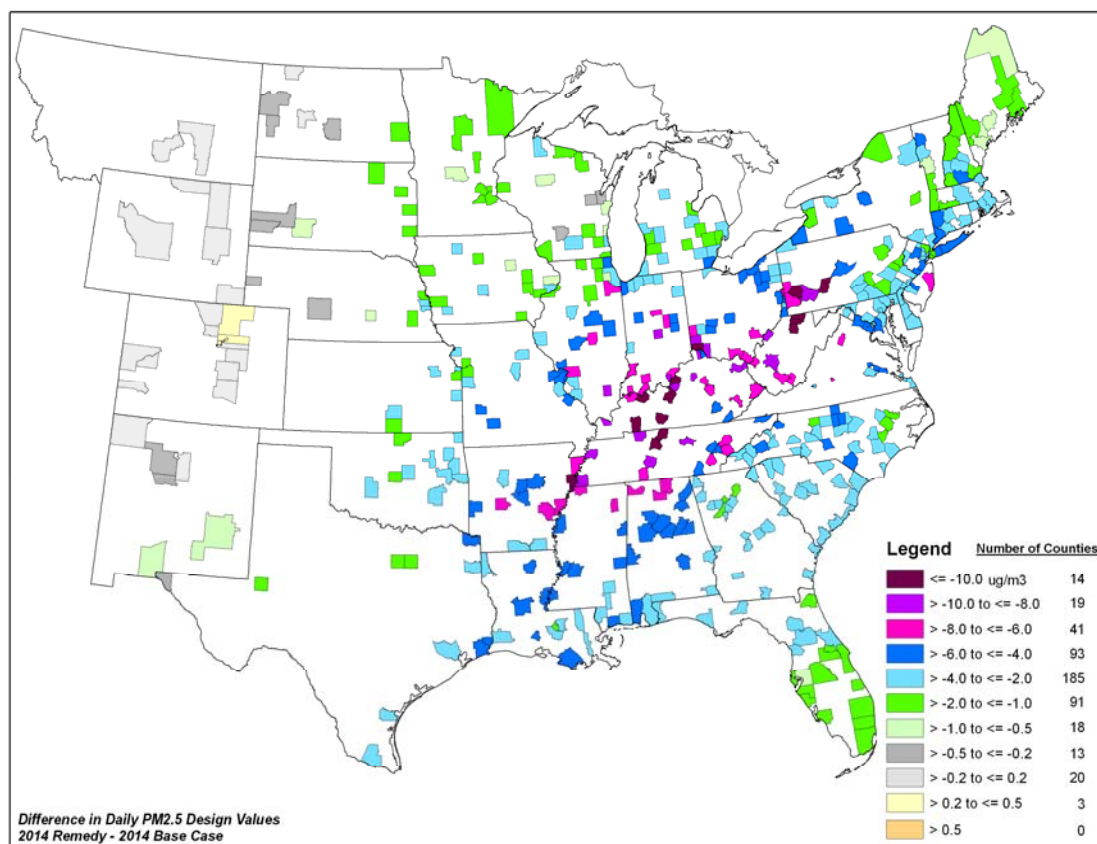 Legend Number of Counties
<= -10.0 ug/m3 14
> -10.0 to <= -8.0 19
> -8.0 to <= -6.0 41
> -6.0 to <= -4.0 93
> -4.0 to <= -2.0 185
> -2.0 to <= -1.0 91
> -1.0 to <= -0.5 18
> -0.5 to <= -0.2 13
> -0.2 to <= 0.2 20
> 0.2 to <= 0.5 3
> 0.5 0
Difference in Daily PM2.5 Design Values
2014 Remedy - 2014 Base Case